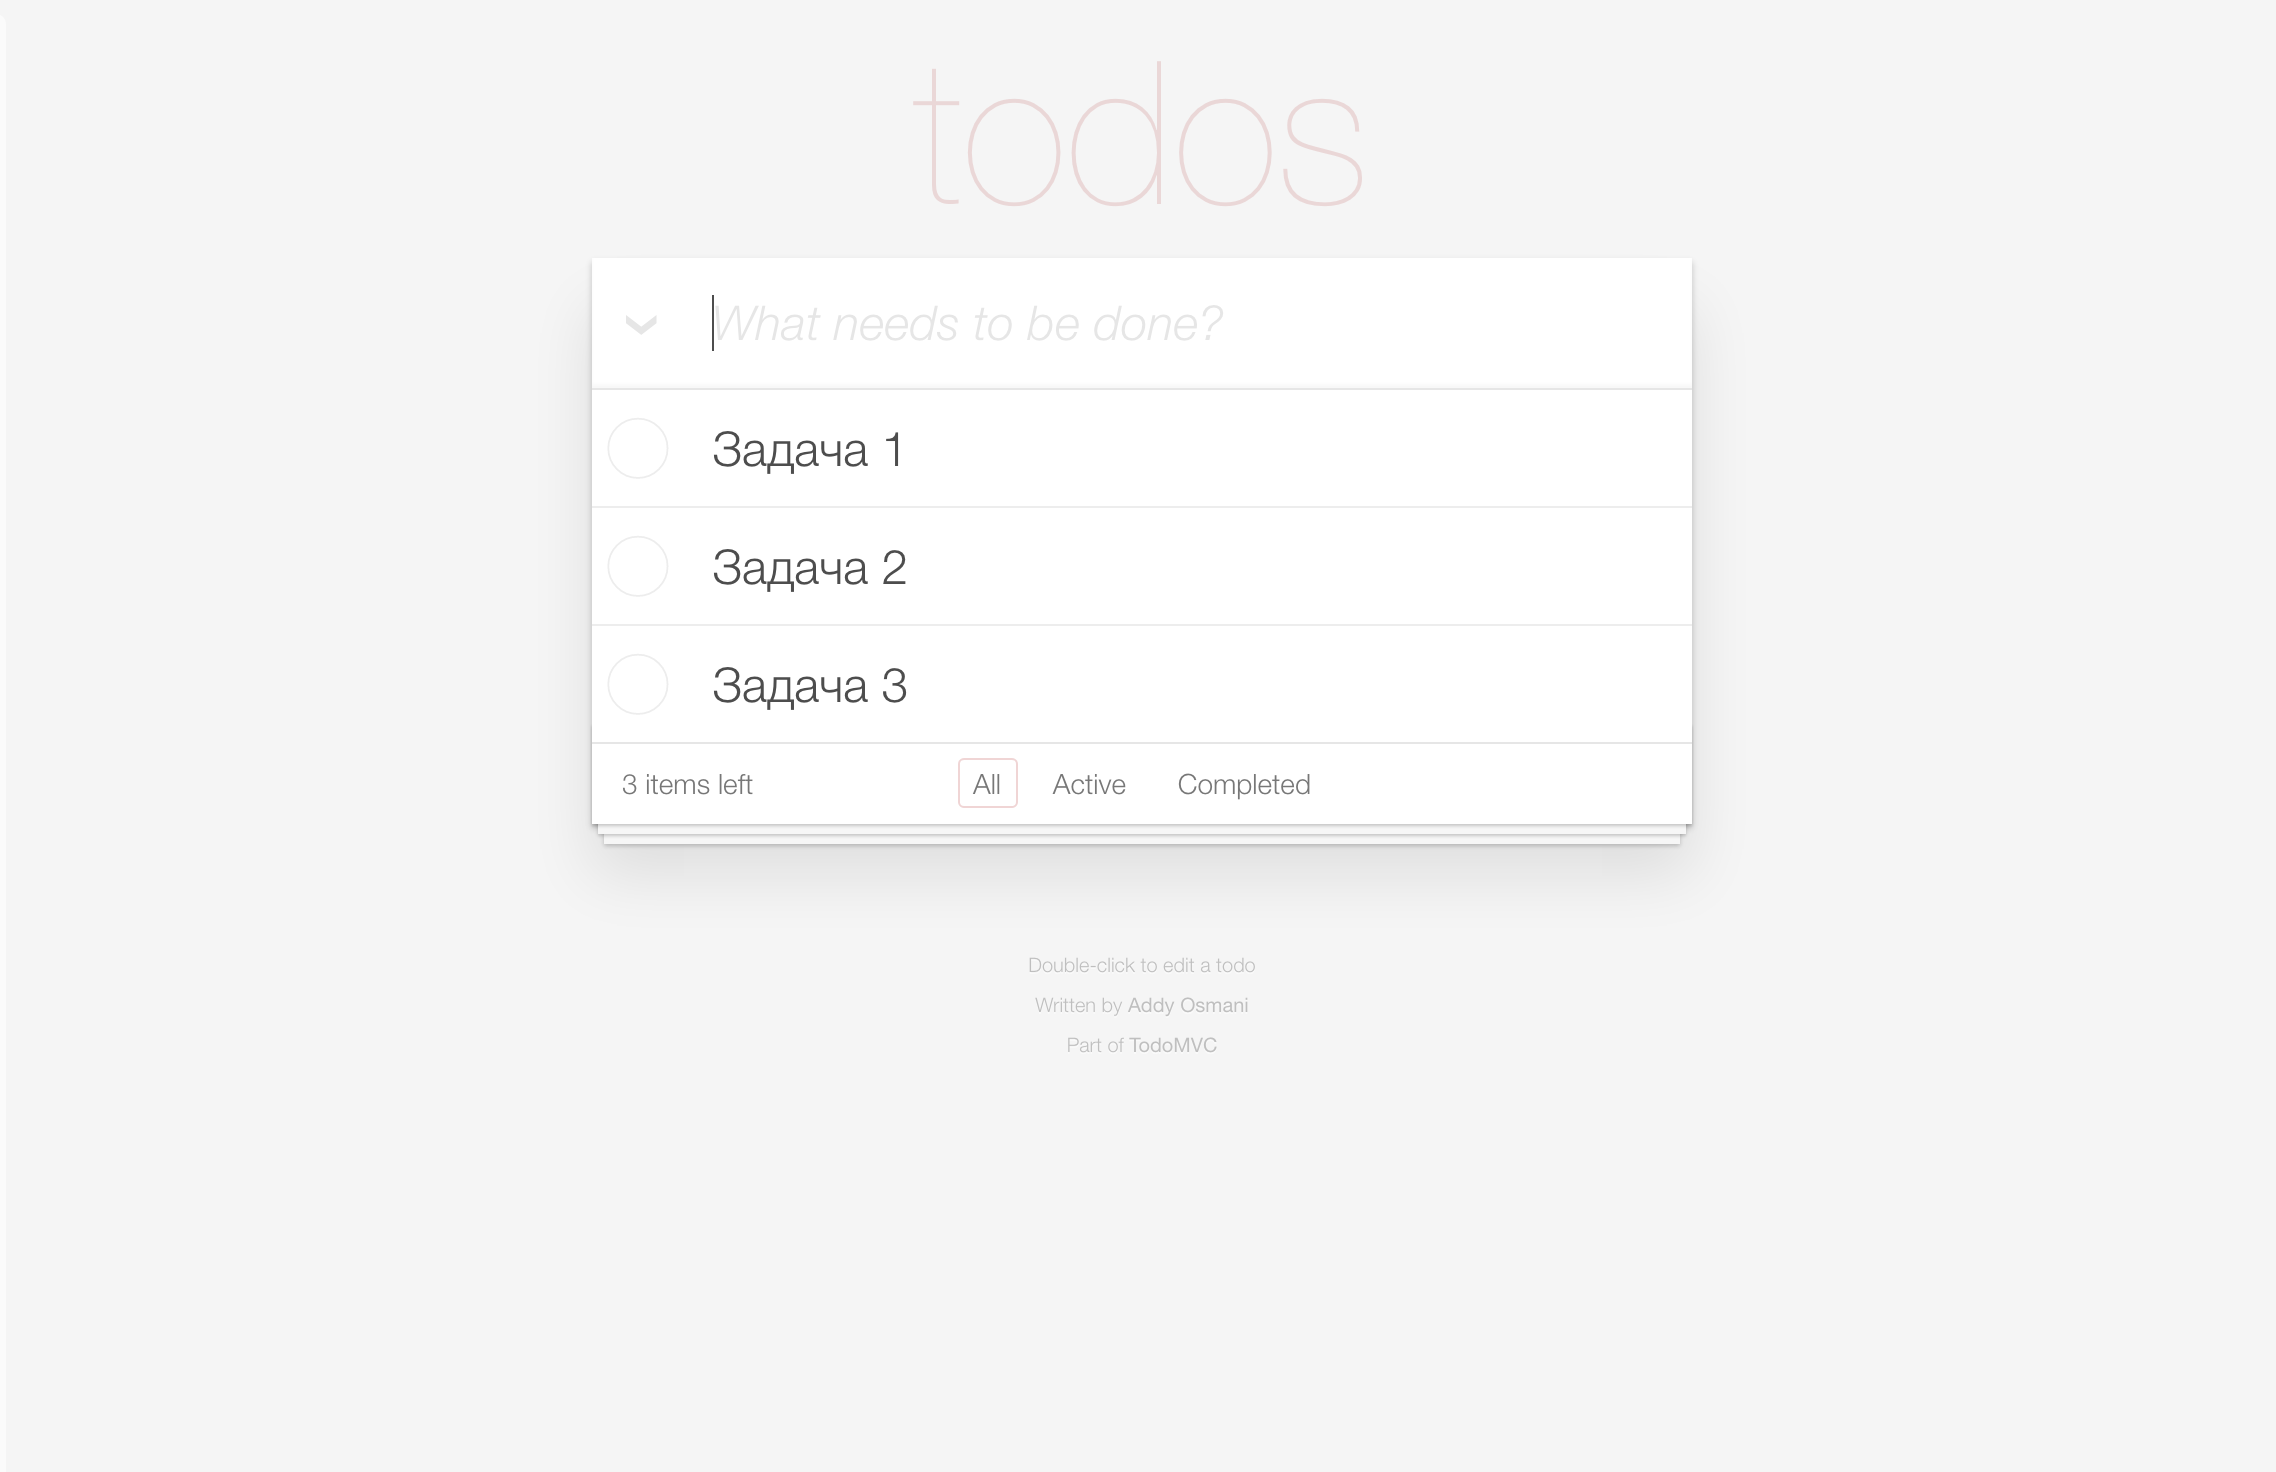 todos
What needs to be done?
Задача 1
Задача 2
Задача 3
3 items left All Active Completed
Double-click to edit a todo
Written by Addy Osmani
Part of TodoMVC